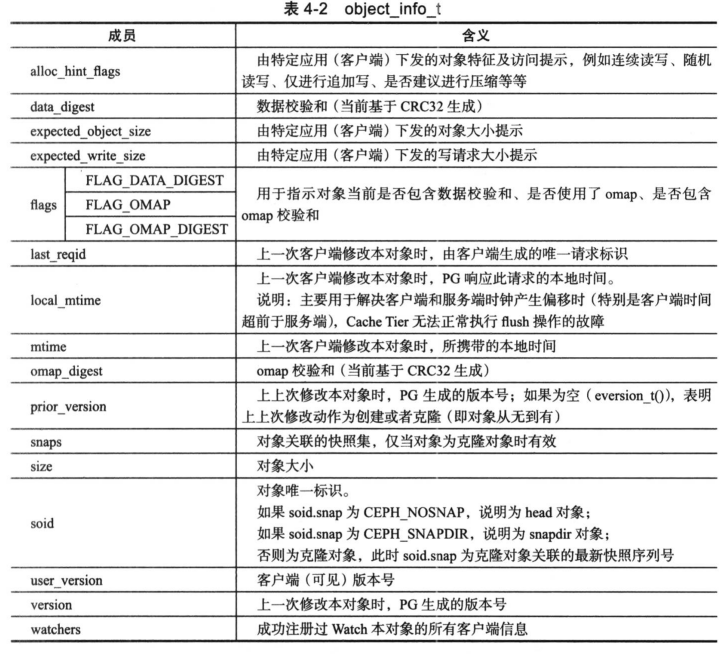 表 4-2 object_info_t
成员 含义
alloc_hint_flags 由特定应用（客户端）下发的对象特征及访问提示，例如连续读写、随机
读写、仅进行追加写、是否建议进行压缩等等
data_digest 数据校验和（当前基于 CRC32 生成）
expected_object_size 由特定应用（客户端）下发的对象大小提示
expected_write_size 由特定应用（客户端）下发的写请求大小提示
flags
FLAG_DATA_DIGEST
FLAG_OMAP
FLAG_OMAP_DIGEST
用于指示对象当前是否包含数据校验和、是否使用了 omap、是否包含
omap 校验和
last_reqid 上一次客户端修改本对象时，由客户端生成的唯一请求标识
local_mtime
上一次客户端修改本对象时，PG 响应此请求的本地时间。
说明：主要用于解决客户端和服务端时钟产生偏移时（特别是客户端时间
超前于服务端），Cache Tier 无法正常执行 flush 操作的故障
mtime 上一次客户端修改本对象时，所携带的本地时间
omap_digest omap 校验和（当前基于 CRC32 生成）
prior_version 上上次修改本对象时，PG 生成的版本号；如果为空（eversion_t()），表明
上上次修改动作为创建或者克隆（即对象从无到有）
snaps 对象关联的快照集，仅当对象为克隆对象时有效
size 对象大小
soid
对象唯一标识。
如果 soid.snap 为 CEPH_NOSNAP，说明为 head 对象；
如果 soid.snap 为 CEPH_SNAPDIR，说明为 snapdir 对象；
否则为克隆对象，此时 soid.snap 为克隆对象关联的最新快照序列号
user_version 客户端（可见）版本号
version 上一次修改本对象时，PG 生成的版本号
watchers 成功注册过 Watch 本对象的所有客户端信息